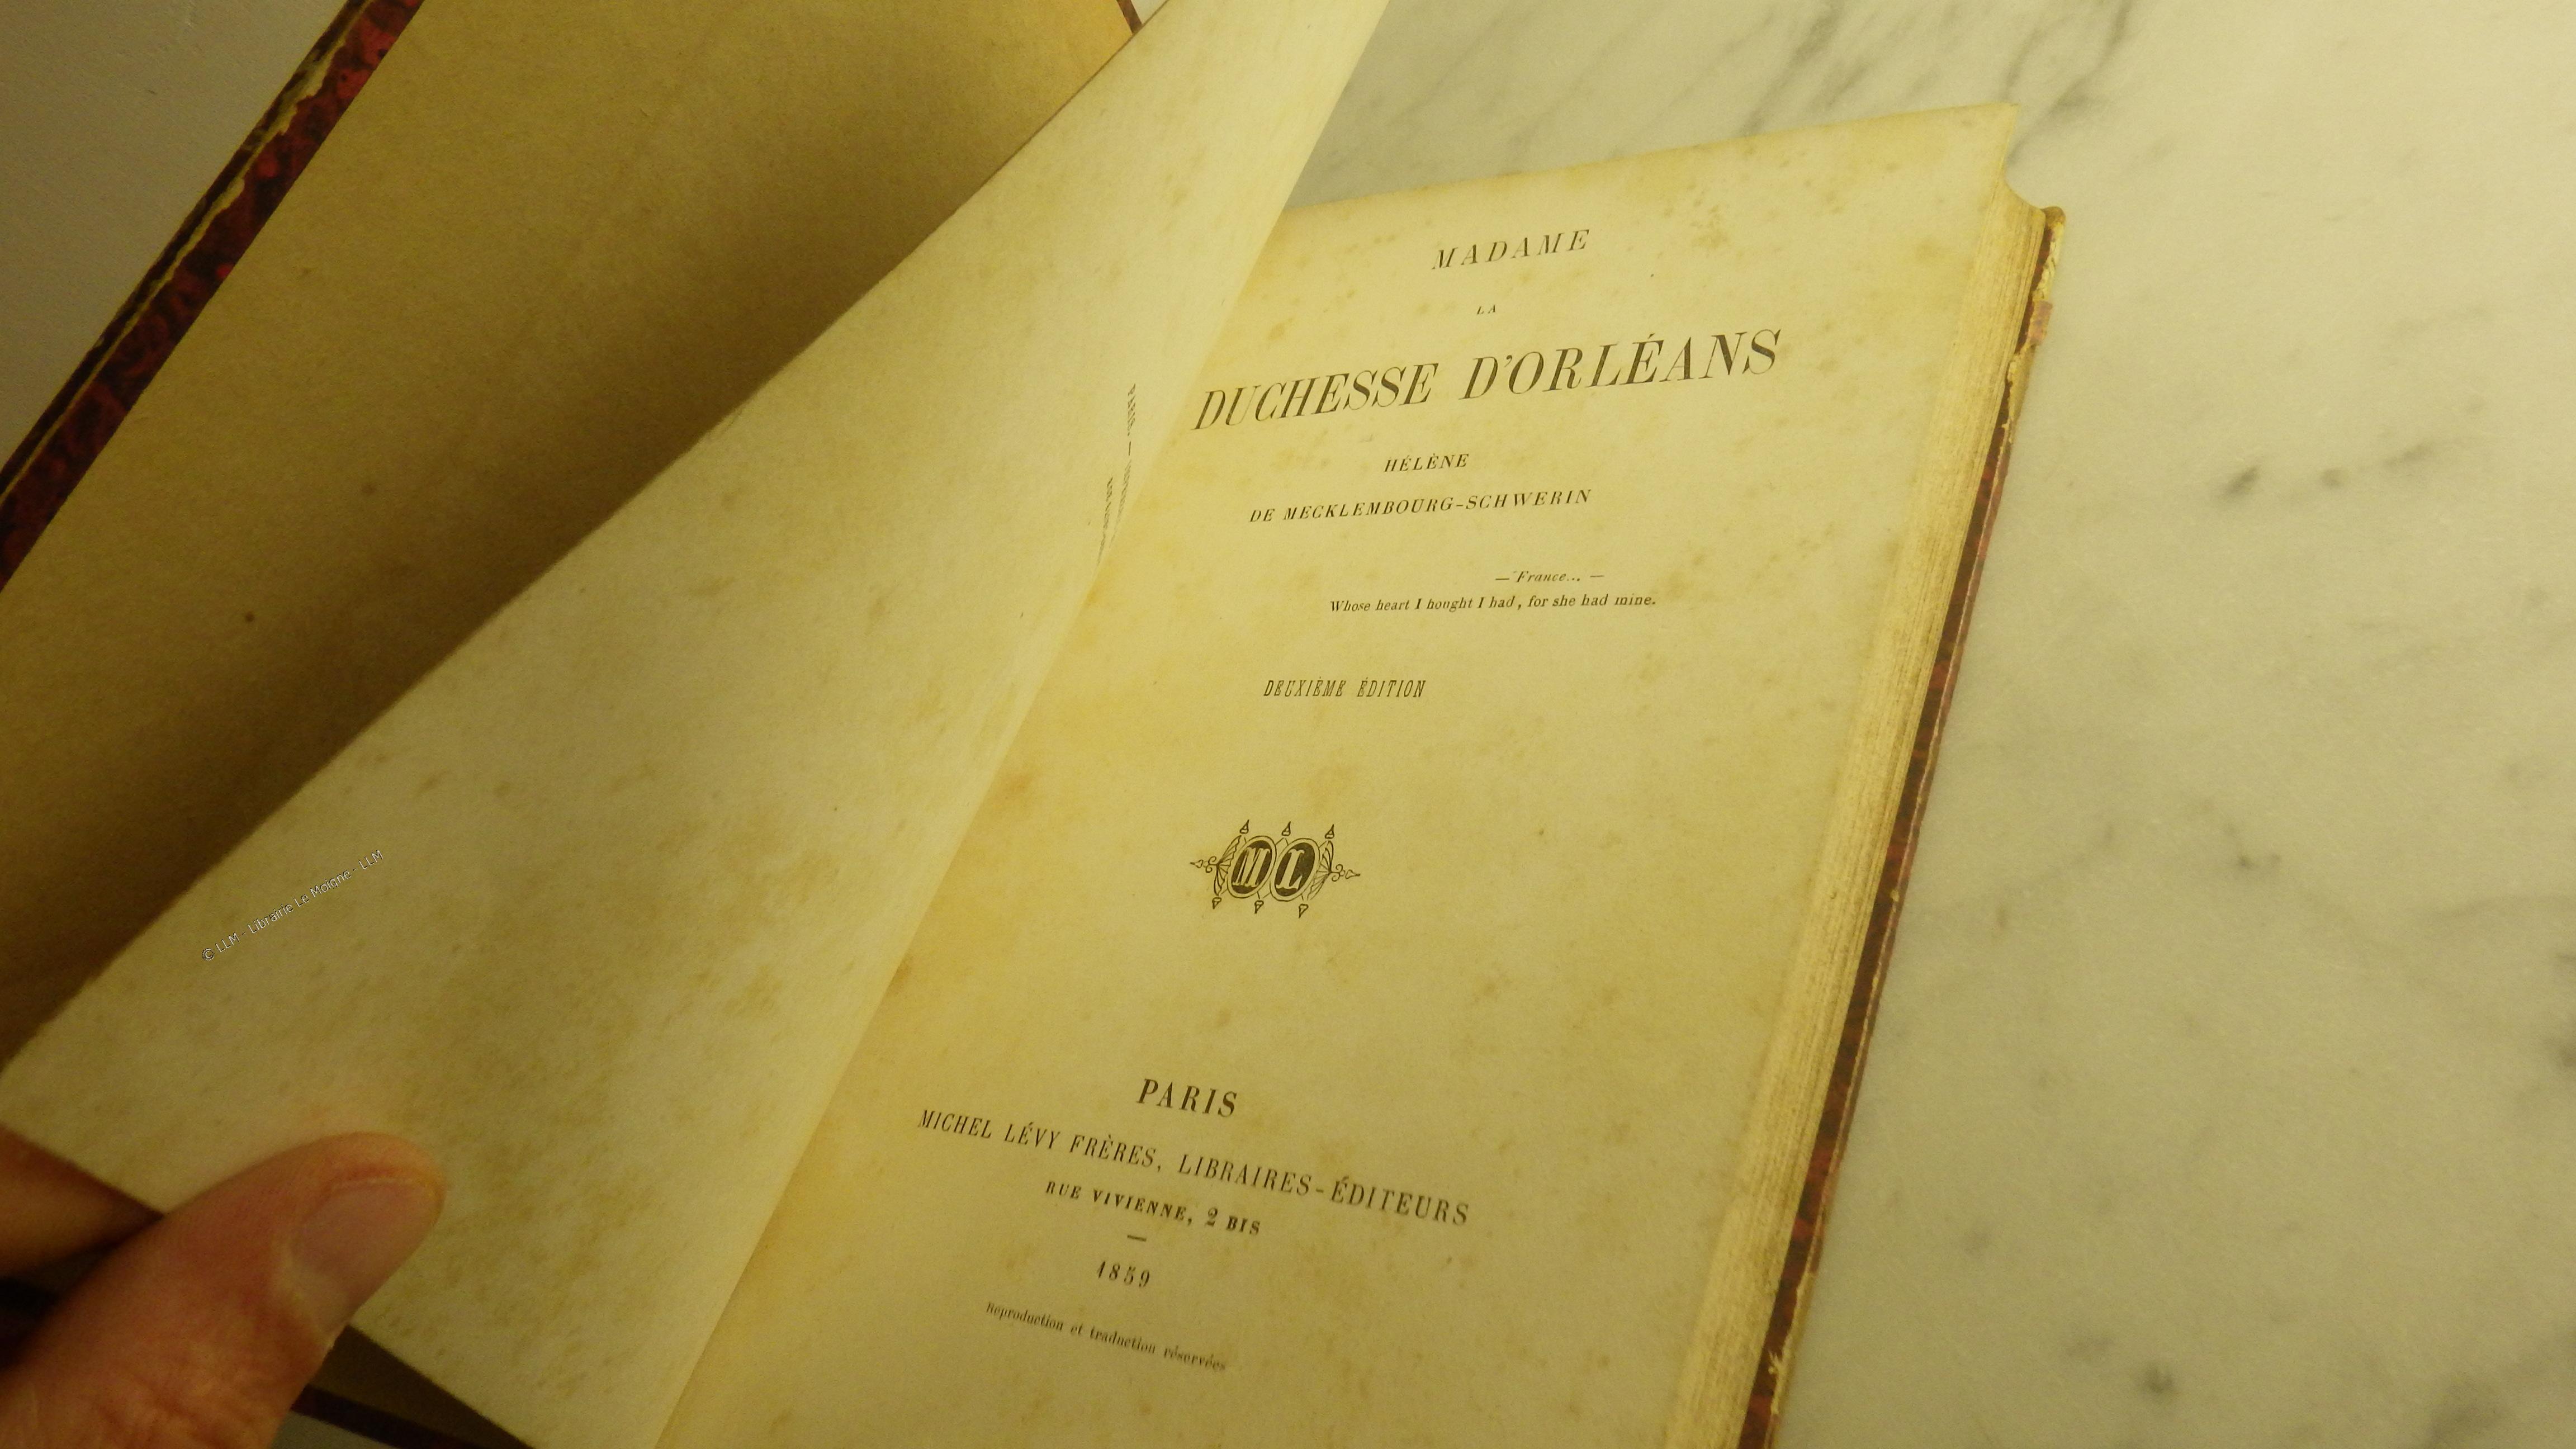 MADAME
LA
DUCHESSE D'ORLÉANS
HÉLÈNE
DE MECKLEMBOURG-SCHWERIN
— France... —
Whose heart I hought I had, for she had mine.
DEUXIÈME ÉDITION
M L
PARIS
MICHEL LÉVY FRÈRES, LIBRAIRES-ÉDITEURS
RUE VIVIENNE, 2 BIS
—
1859
Reproduction et traduction réservées
© LLM - Librairie Le Moigne - LLM